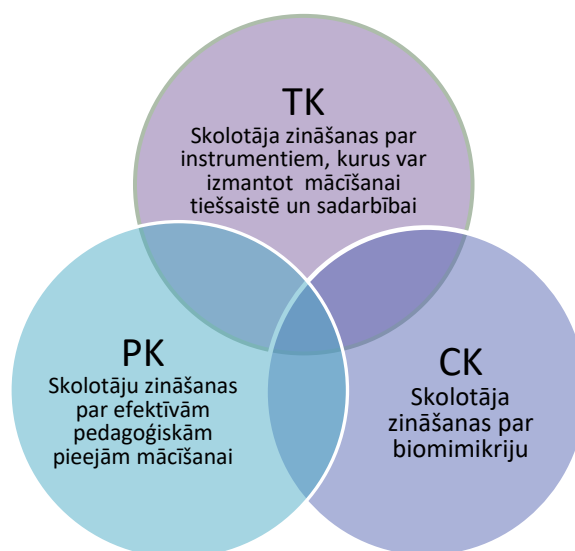 TK
Skolotāja zināšanas par
instrumentiem, kurus var
izmantot mācīšanai
tiešsaistē un sadarbībai
PK
Skolotāju zināšanas
par efektīvām
pedagoģiskām
pieejām mācīšanai
CK
Skolotāja
zināšanas par
biomimikriju